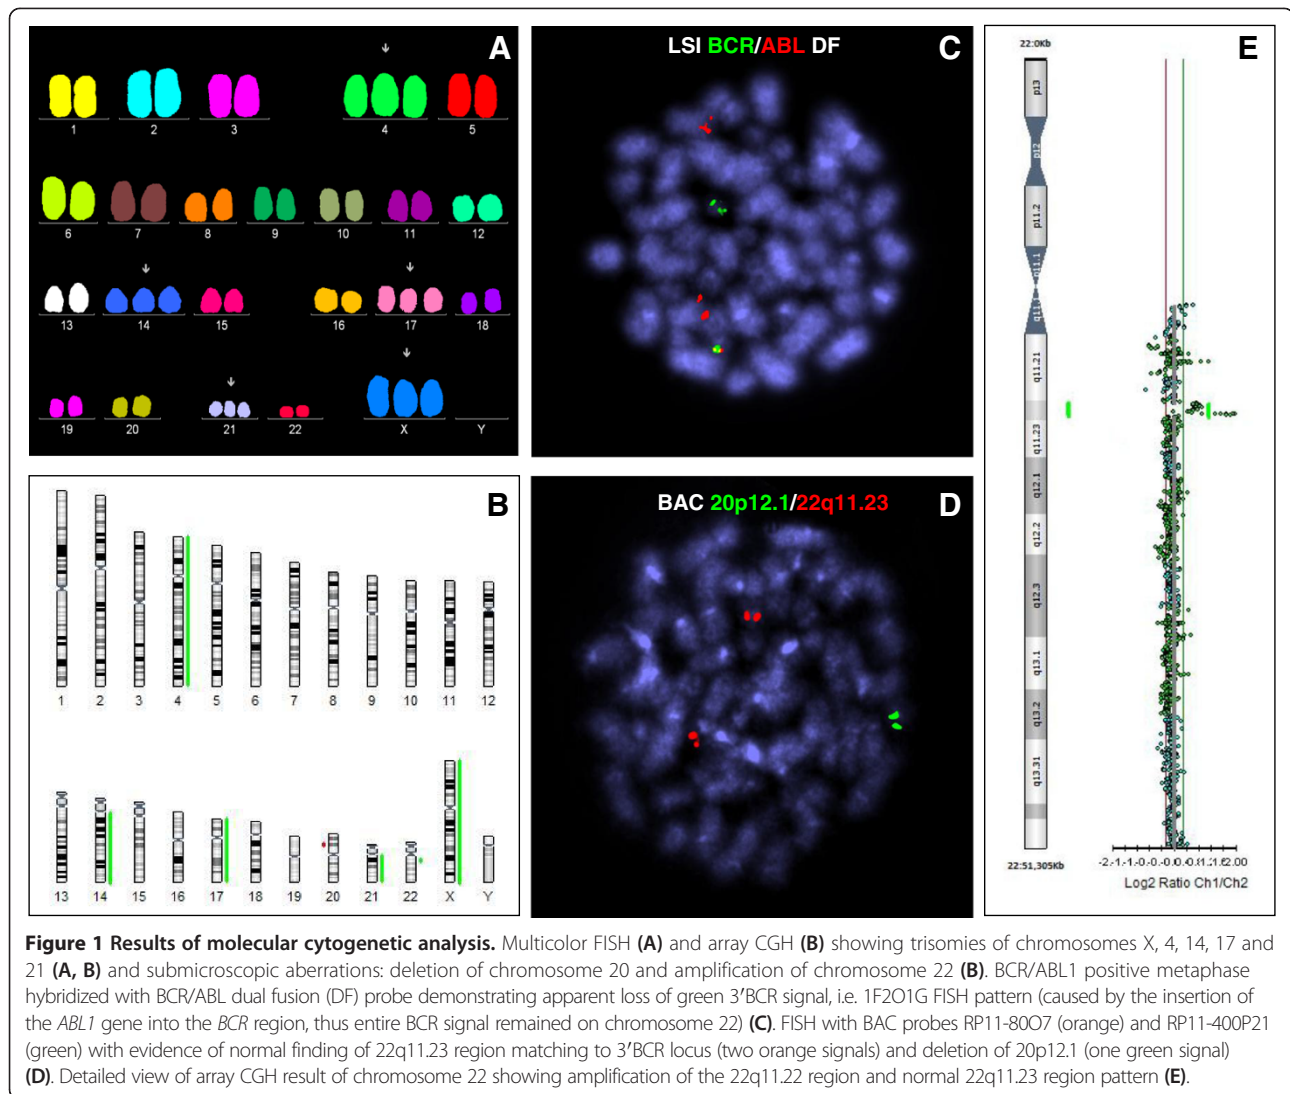 A
1 2 3 4 5
6 7 8 9 10 11 12
13 14 15 16 17 18
19 20 21 22 X Y
B
1 2 3 4 5 6 7 8 9 10 11 12
13 14 15 16 17 18 19 20 21 22 X Y
LSI BCR/ABL DF C
BAC 20p12.1/22q11.23 D
E
22:0Kb
p13
p12
p11.2
q11.21
q11.23
q12.1
q12.2
q12.3
q13.1
q13.2
q13.31
22:51,305Kb
Log2 Ratio Ch1/Ch2
Figure 1 Results of molecular cytogenetic analysis. Multicolor FISH (A) and array CGH (B) showing trisomies of chromosomes X, 4, 14, 17 and
21 (A, B) and submicroscopic aberrations: deletion of chromosome 20 and amplification of chromosome 22 (B). BCR/ABL1 positive metaphase
hybridized with BCR/ABL dual fusion (DF) probe demonstrating apparent loss of green 3′BCR signal, i.e. 1F2O1G FISH pattern (caused by the insertion of
the ABL1 gene into the BCR region, thus entire BCR signal remained on chromosome 22) (C). FISH with BAC probes RP11-80O7 (orange) and RP11-400P21
(green) with evidence of normal finding of 22q11.23 region matching to 3′BCR locus (two orange signals) and deletion of 20p12.1 (one green signal)
(D). Detailed view of array CGH result of chromosome 22 showing amplification of the 22q11.22 region and normal 22q11.23 region pattern (E).